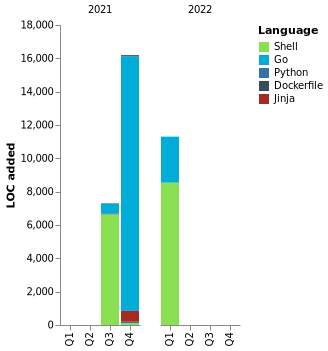 2021 2022
18,000
16,000
14,000
12,000
10,000
8,000
6,000
4,000
2,000
0
LOC added
Q1 Q2 Q3 Q4 Q1 Q2 Q3 Q4
Language
Shell
Go
Python
Dockerfile
Jinja